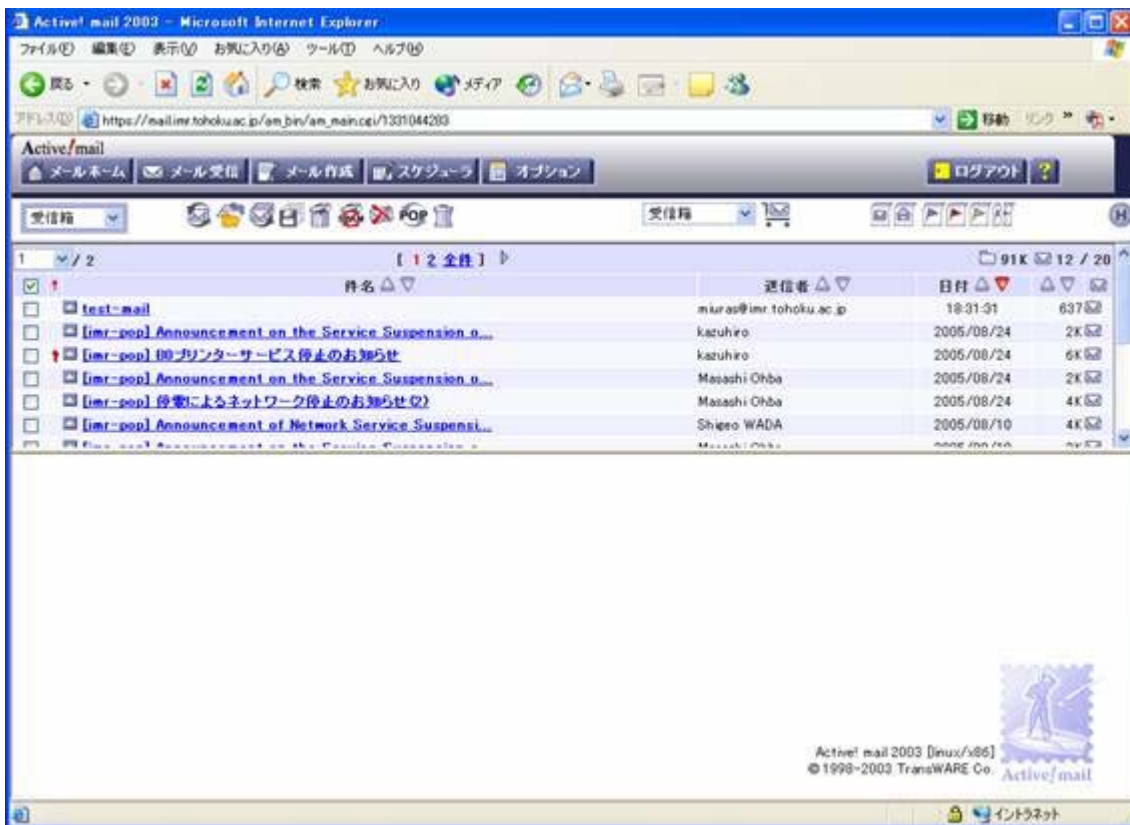 Active! mail 2003 - Microsoft Internet Explorer
ファイル(F) 編集(E) 表示(V) お気に入り(A) ツール(T) ヘルプ(H)
戻る 検索 お気に入り メディア
アドレス(D) https://mail.imr.tohoku.ac.jp/am_bin/am_main.cgi/1331044283 移動 リンク »
Active!mail
メールホーム メール受信 メール作成 スケジューラ オプション ログアウト ?
受信箱 POP 受信箱 H
1 / 2 [ 1 2 全件 ] 91K 12 / 20
件名 送信者 日付
test-mail miuras@imr.tohoku.ac.jp 18:31:31 637
[imr-pop] Announcement on the Service Suspension o... kazuhiro 2005/08/24 2K
[imr-pop] B0プリンターサービス停止のお知らせ kazuhiro 2005/08/24 6K
[imr-pop] Announcement on the Service Suspension o... Masashi Ohba 2005/08/24 2K
[imr-pop] 停電によるネットワーク停止のお知らせ(2) Masashi Ohba 2005/08/24 4K
[imr-pop] Announcement of Network Service Suspensi... Shigeo WADA 2005/08/10 4K
Active! mail 2003 [linux/x86]
©1998-2003 TransWARE Co.
Active!mail
イントラネット